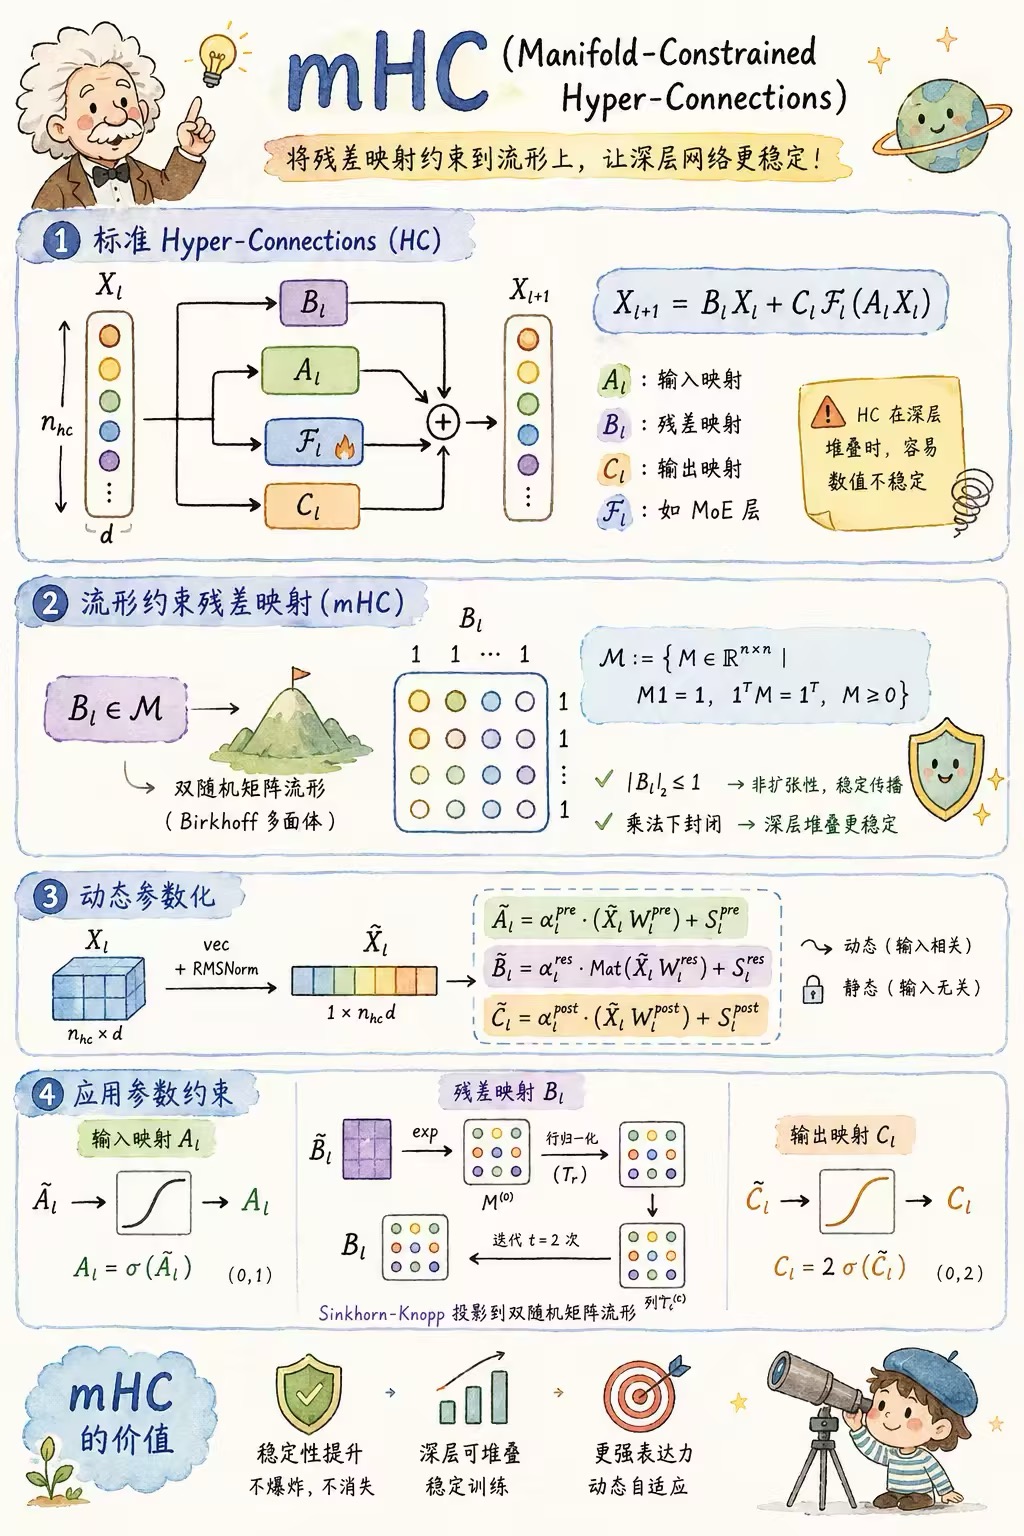 mHC (Manifold-Constrained
Hyper-Connections)
将残差映射约束到流形上，让深层网络更稳定！
1 标准 Hyper-Connections (HC)
X_l
n_hc
d
B_l
A_l
F_l
C_l
+
X_{l+1}
X_{l+1} = B_l X_l + C_l F_l (A_l X_l)
A_l：输入映射
B_l：残差映射
C_l：输出映射
F_l：如 MoE 层
HC 在深层
堆叠时，容易
数值不稳定
2 流形约束残差映射 (mHC)
B_l ∈ M
双随机矩阵流形
( Birkhoff 多面体 )
B_l
1 1 ⋯ 1
1
1
⋮
1
M := { M ∈ ℝ^{n×n} |
M1 = 1, 1^T M = 1^T, M ≥ 0 }
✓ |B_l|_2 ≤ 1 → 非扩张性，稳定传播
✓ 乘法下封闭 → 深层堆叠更稳定
3 动态参数化
X_l
n_hc × d
vec
+ RMSNorm
X̂_l
1 × n_hc d
Ã_l = α_l^{pre} · (X̃_l W_l^{pre}) + S_l^{pre}
B̃_l = α_l^{res} · Mat(X̃_l W_l^{res}) + S_l^{res}
C̃_l = α_l^{post} · (X̃_l W_l^{post}) + S_l^{post}
动态（输入相关）
静态（输入无关）
4 应用参数约束
输入映射 A_l
Ã_l → A_l
A_l = σ(Ã_l) (0,1)
残差映射 B_l
B̃_l
exp
M^{(0)}
行归一化
(T_r)
B_l
迭代 t = 2 次
Sinkhorn-Knopp 投影到双随机矩阵流形
输出映射 C_l
C̃_l → C_l
C_l = 2 σ(C̃_l) (0,2)
mHC
的价值
稳定性提升
不爆炸，不消失
深层可堆叠
稳定训练
更强表达力
动态自适应